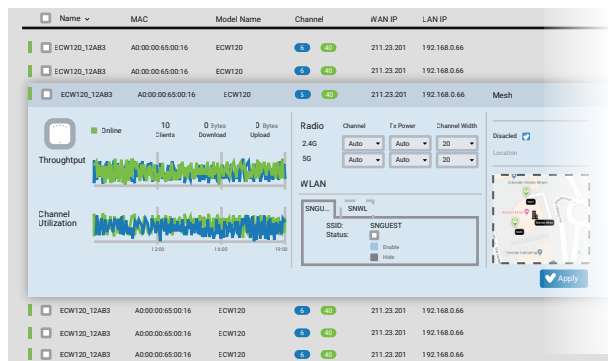 Name MAC Model Name Channel WAN IP LAN IP
ECW120_12AB3 A0:00:00:65:00:16 ECW120 6 40 211.23.201 192.168.0.66
ECW120_12AB3 A0:00:00:65:00:16 ECW120 6 40 211.23.201 192.168.0.66
ECW120_12AB3 A0:00:00:65:00:16 ECW120 6 40 211.23.201 192.168.0.66 Mesh
Online
10 Clients
0 Bytes Download
0 Bytes Upload
Throughtput
Channel Utilization
13:00 16:00 19:00
Radio Channel Tx Power Channel Width
2.4G Auto Auto 20
5G Auto Auto 20
WLAN
SNGU... SNWL
SSID: SNGUEST
Status:
Enable
Hide
Disacled
Location
Apply
ECW120_12AB3 A0:00:00:65:00:16 ECW120 6 40 211.23.201 192.168.0.66
ECW120_12AB3 A0:00:00:65:00:16 ECW120 6 40 211.23.201 192.168.0.66
ECW120_12AB3 A0:00:00:65:00:16 ECW120 6 40 211.23.201 192.168.0.66